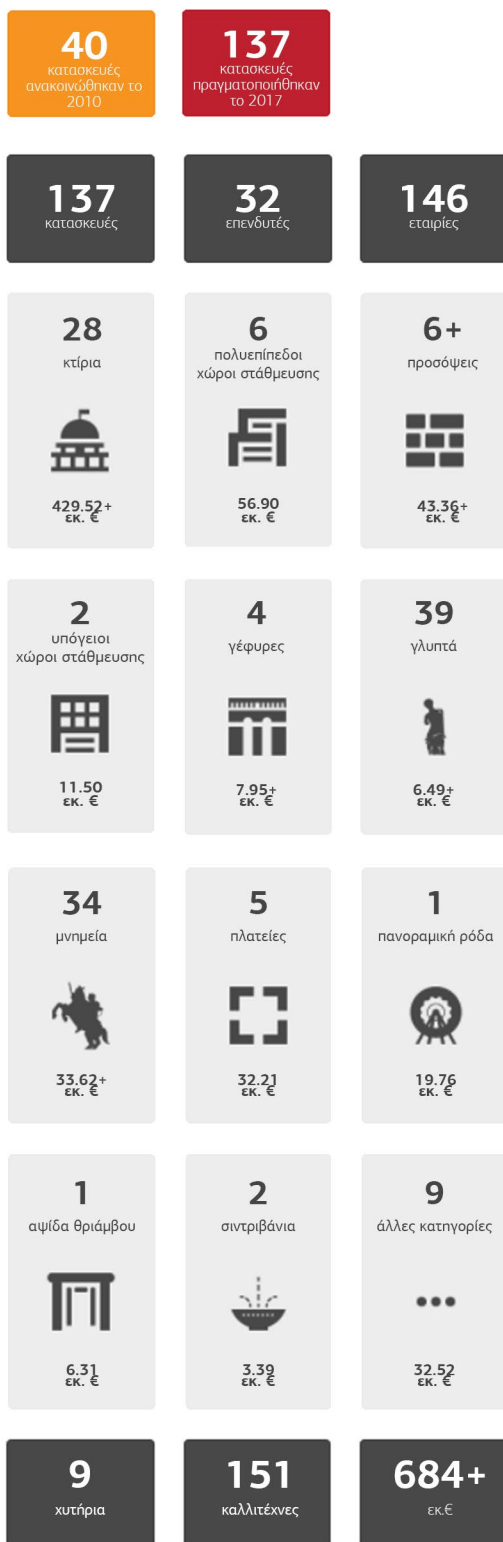 40
κατασκευές
ανακοινώθηκαν το
2010
137
κατασκευές
πραγματοποιήθηκαν
το 2017
137
κατασκευές
32
επενδυτές
146
εταιρίες
28
κτίρια
429.52+
εκ. €
6
πολυεπίπεδοι
χώροι στάθμευσης
56.90
εκ. €
6+
προσόψεις
43.36+
εκ. €
2
υπόγειοι
χώροι στάθμευσης
11.50
εκ. €
4
γέφυρες
7.95+
εκ. €
39
γλυπτά
6.49+
εκ. €
34
μνημεία
33.62+
εκ. €
5
πλατείες
32.21
εκ. €
1
πανοραμική ρόδα
19.76
εκ. €
1
αψίδα θριάμβου
6.31
εκ. €
2
σιντριβάνια
3.39
εκ. €
9
άλλες κατηγορίες
32.52
εκ. €
9
χυτήρια
151
καλλιτέχνες
684+
εκ.€